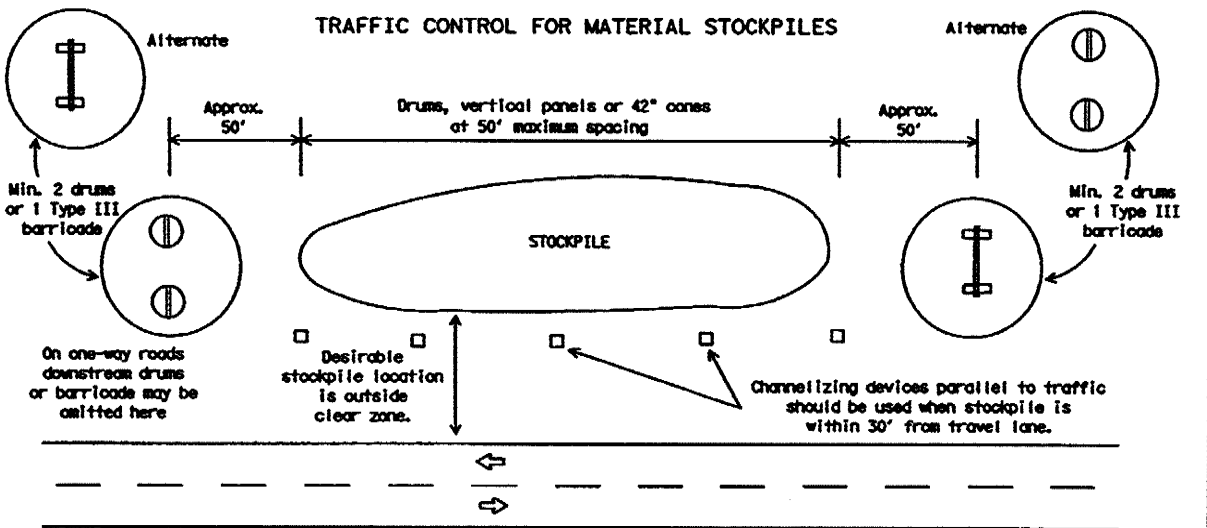 TRAFFIC CONTROL FOR MATERIAL STOCKPILES
Alternate
Alternate
Approx.
50'
Drums, vertical panels or 42" cones
at 50' maximum spacing
Approx.
50'
Min. 2 drums
or 1 Type III
barricade
Min. 2 drums
or 1 Type III
barricade
STOCKPILE
On one-way roads
downstream drums
or barricade may be
omitted here
Desirable
stockpile location
is outside
clear zone.
Channelizing devices parallel to traffic
should be used when stockpile is
within 30' from travel lane.